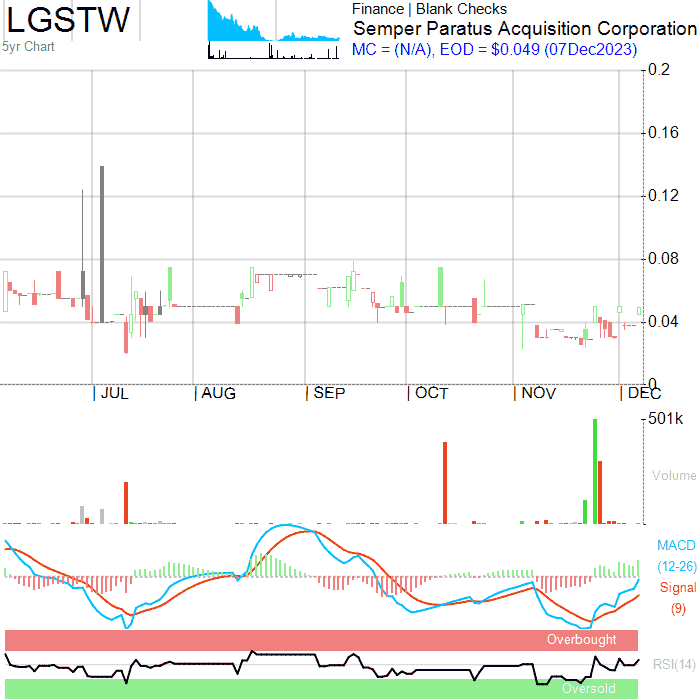 LGSTW
5yr Chart
Finance | Blank Checks
Semper Paratus Acquisition Corporation
MC = (N/A), EOD = $0.049 (07Dec2023)
0.2
0.16
0.12
0.08
0.04
0
| JUL | AUG | SEP | OCT | NOV | DEC
501k
Volume
MACD
(12-26)
Signal
(9)
Overbought
RSI(14)
Oversold